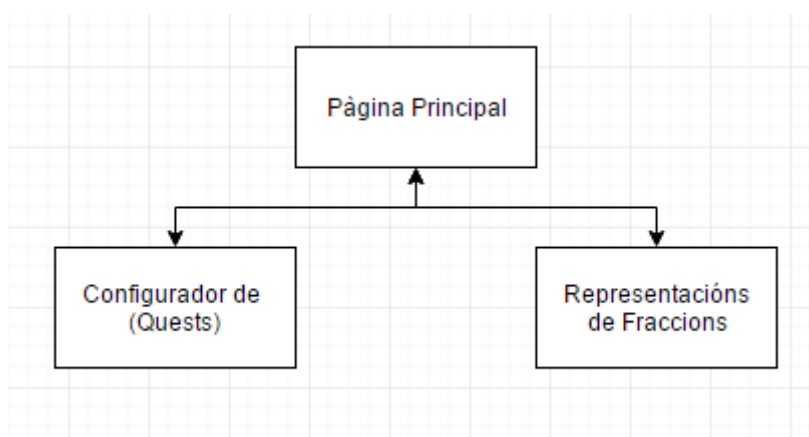 Pàgina Principal
Configurador de
(Quests)
Representacións
de Fraccions